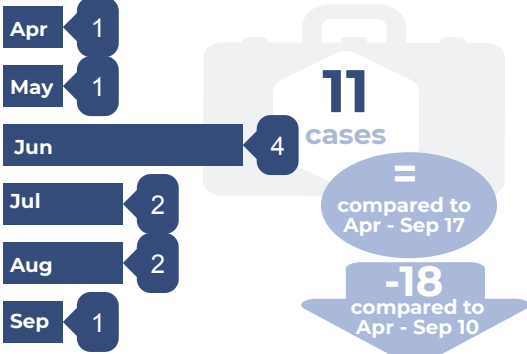 Apr 1
May 1
Jun 4
Jul 2
Aug 2
Sep 1
11
cases
=
compared to
Apr - Sep 17
-18
compared to
Apr - Sep 10